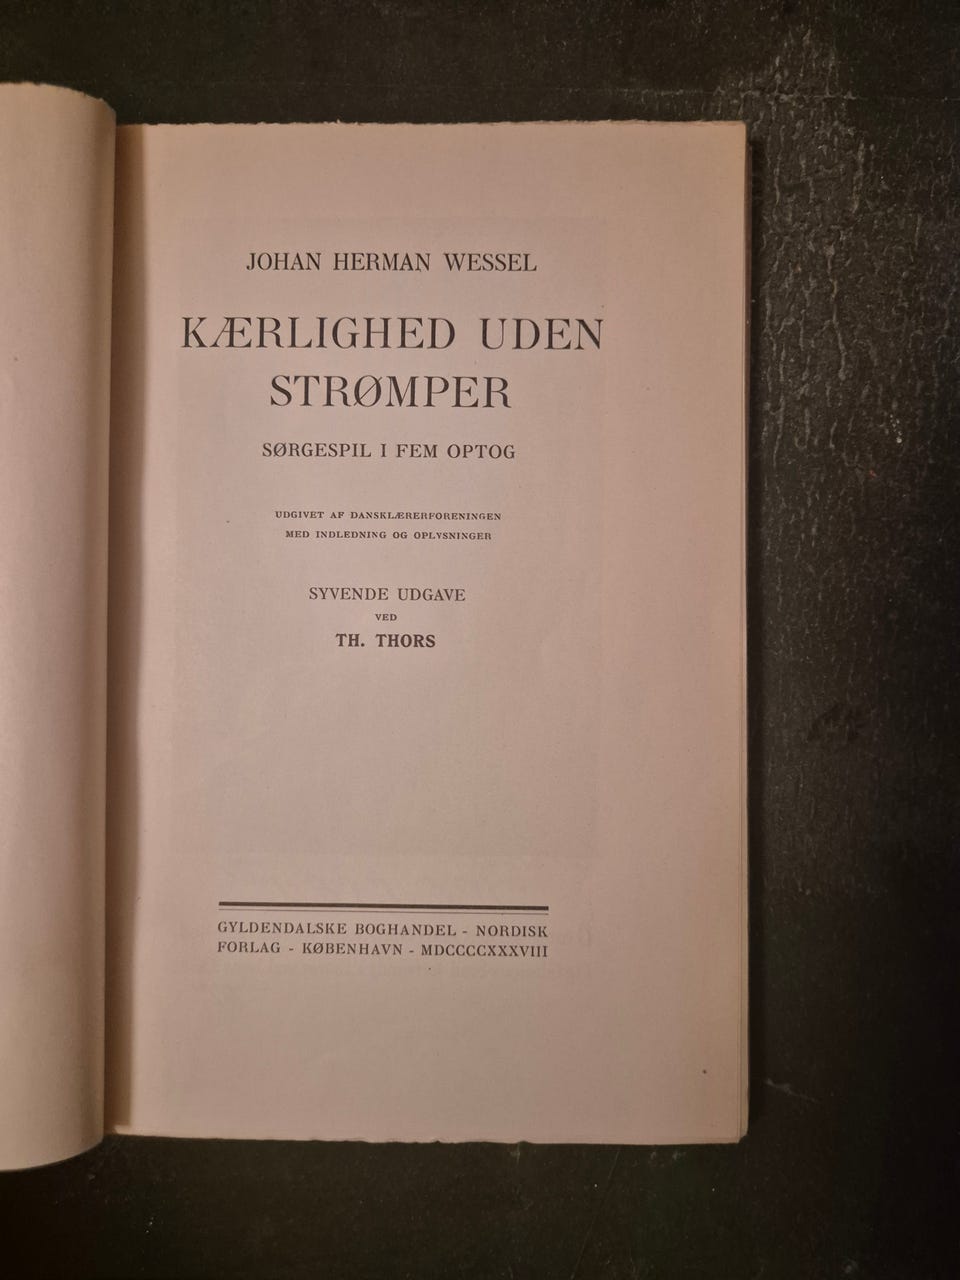 JOHAN HERMAN WESSEL
KÆRLIGHED UDEN
STRØMPER
SØRGESPIL I FEM OPTOG
UDGIVET AF DANSKLÆRERFORENINGEN
MED INDLEDNING OG OPLYSNINGER
SYVENDE UDGAVE
VED
TH. THORS
GYLDENDALSKE BOGHANDEL - NORDISK
FORLAG - KØBENHAVN - MDCCCCXXXVIII